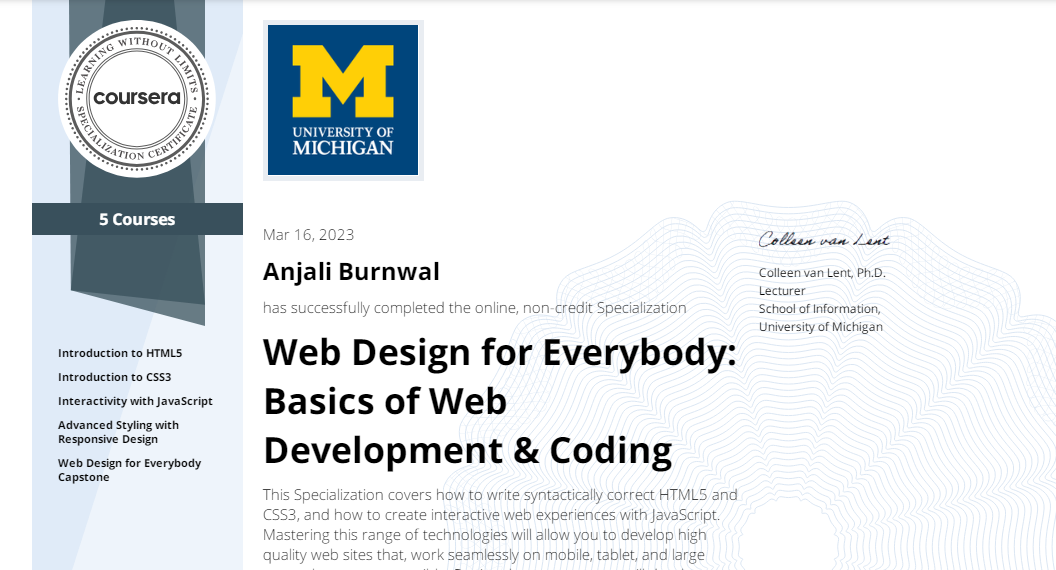 LEARNING WITHOUT LIMITS
coursera
SPECIALIZATION CERTIFICATE
5 Courses
Introduction to HTML5
Introduction to CSS3
Interactivity with JavaScript
Advanced Styling with
Responsive Design
Web Design for Everybody
Capstone
M
UNIVERSITY OF
MICHIGAN
Mar 16, 2023
Anjali Burnwal
has successfully completed the online, non-credit Specialization
Web Design for Everybody:
Basics of Web
Development & Coding
This Specialization covers how to write syntactically correct HTML5 and
CSS3, and how to create interactive web experiences with JavaScript.
Mastering this range of technologies will allow you to develop high
quality web sites that, work seamlessly on mobile, tablet, and large
Colleen van Lent
Colleen van Lent, Ph.D.
Lecturer
School of Information,
University of Michigan